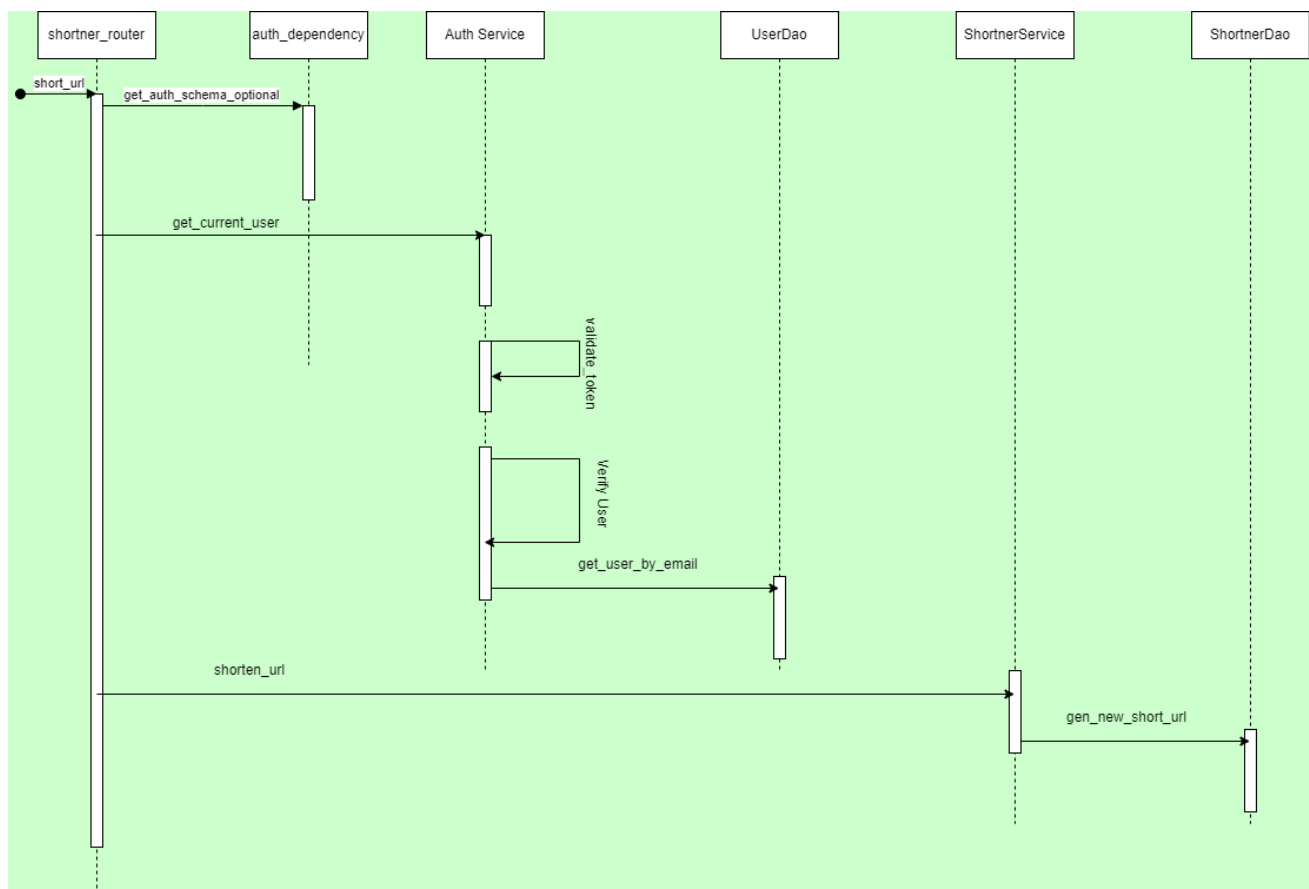 shortner_router
auth_dependency
Auth Service
UserDao
ShortnerService
ShortnerDao
short_url
get_auth_schema_optional
get_current_user
validate_token
Verify User
get_user_by_email
shorten_url
gen_new_short_url